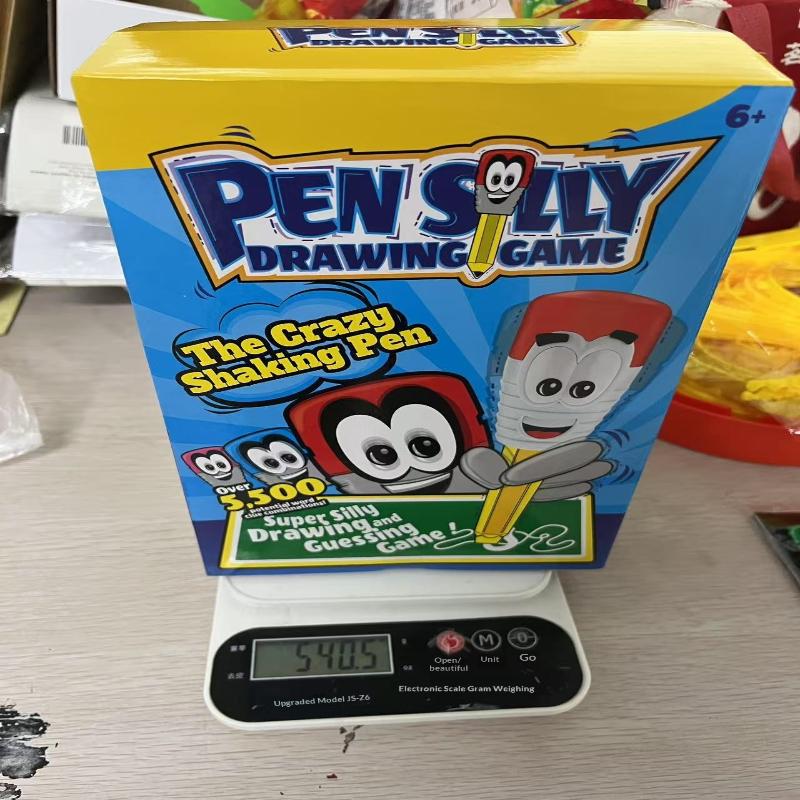 PEN SILLY
DRAWING GAME
6+
PEN SILLY
DRAWING GAME
The Crazy
Shaking Pen
Over
5,500
potential word
clue combinations!
Super Silly
Drawing and
Guessing
Game!
540.5
g
oz
Open/
beautiful
M
Unit
Go
Upgraded Model JS-Z6
Electronic Scale Gram Weighing